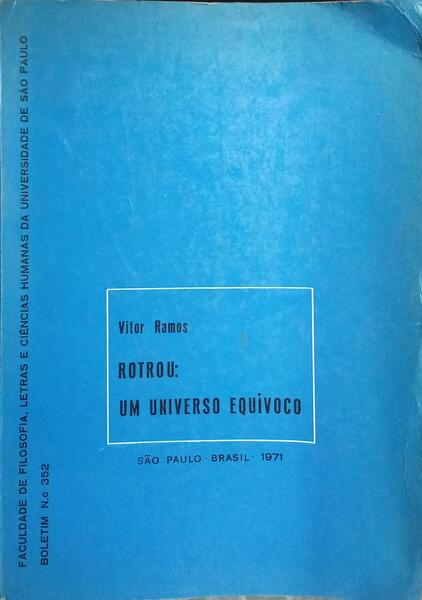 FACULDADE DE FILOSOFIA, LETRAS E CIÊNCIAS HUMANAS DA UNIVERSIDADE DE SÃO PAULO
BOLETIM N.o 352
Vitor Ramos
ROTROU:
UM UNIVERSO EQUÍVOCO
SÃO PAULO - BRASIL - 1971